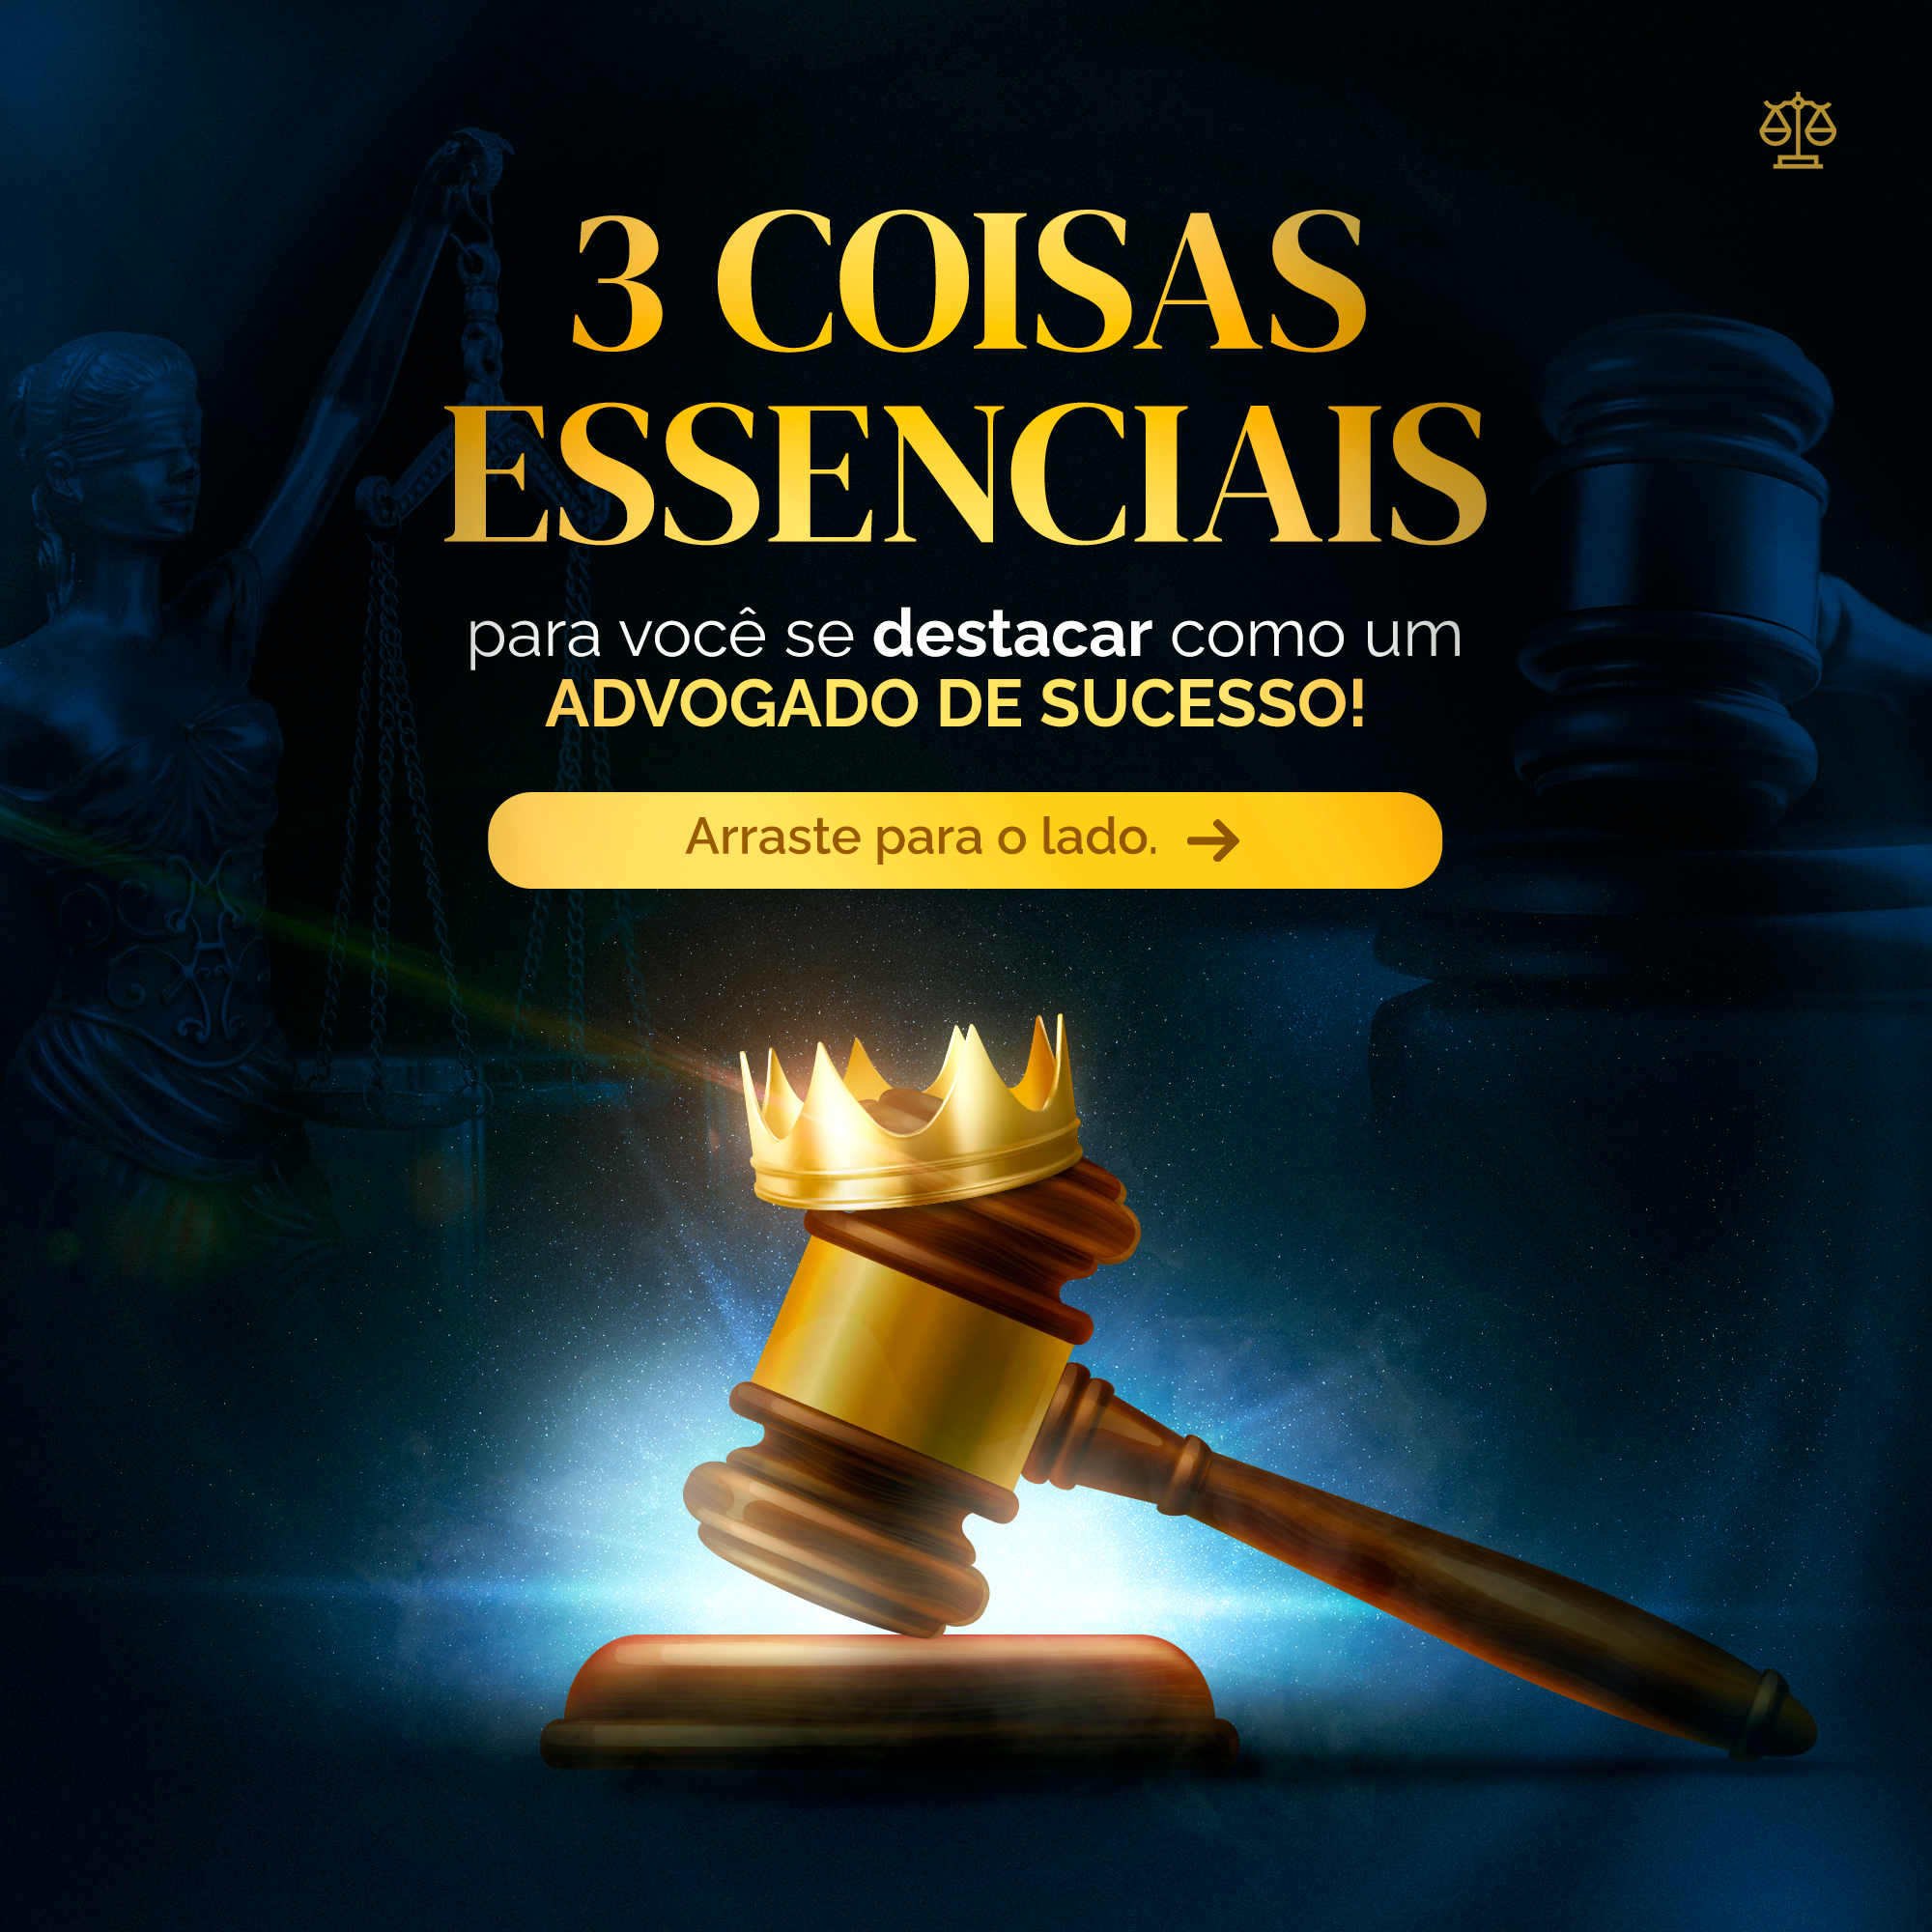 3 COISAS
ESSENCIAIS
para você se destacar como um
ADVOGADO DE SUCESSO!
Arraste para o lado. →